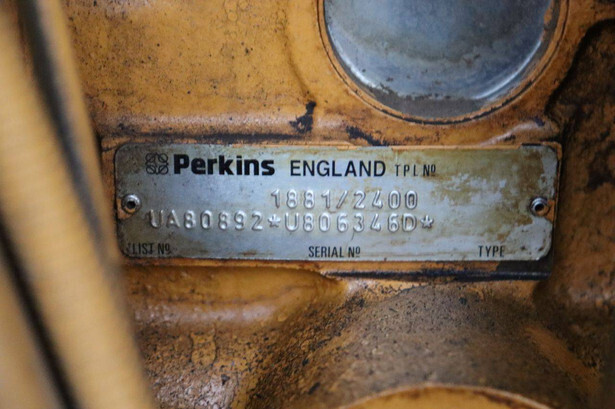 Perkins ENGLAND TPL Nº
1881/2400
UA80892*U806346D*
LIST Nº SERIAL Nº TYPE